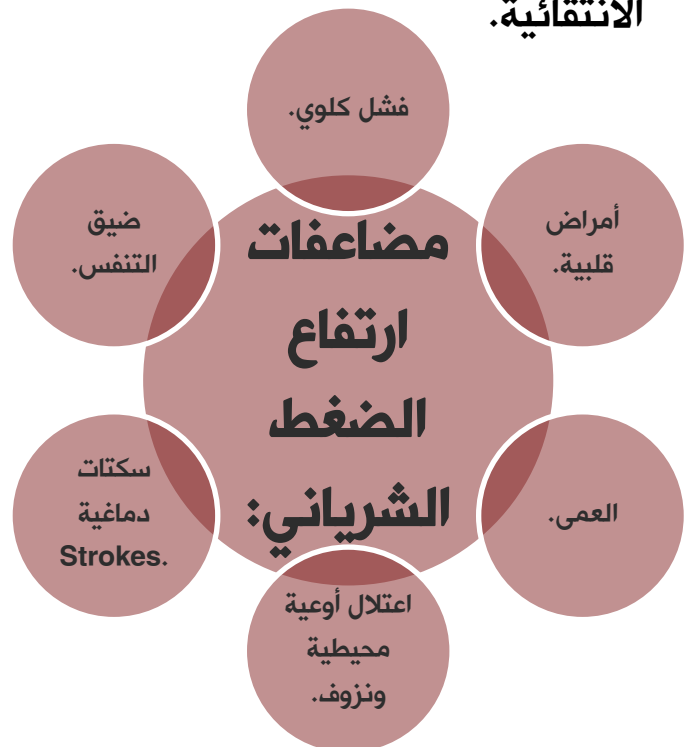 الانتقائية.
فشل كلوي.
أمراض
قلبية.
العمى.
اعتلال أوعية
محيطية
ونزوف.
سكتات
دماغية
Strokes.
ضيق
التنفس.
مضاعفات
ارتفاع
الضغط
الشرياني: